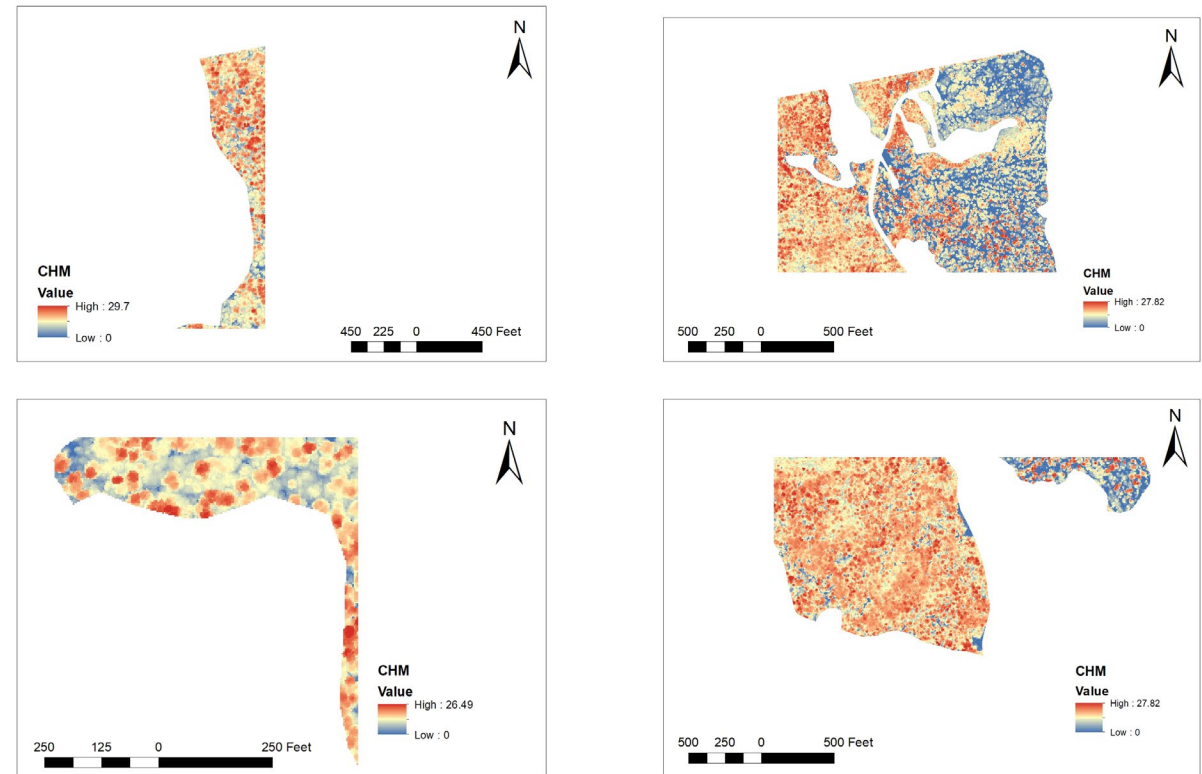 N
CHM
Value
High : 29.7
Low : 0
450 225 0 450 Feet
N
CHM
Value
High : 27.82
Low : 0
500 250 0 500 Feet
N
CHM
Value
High : 26.49
Low : 0
250 125 0 250 Feet
N
CHM
Value
High : 27.82
Low : 0
500 250 0 500 Feet